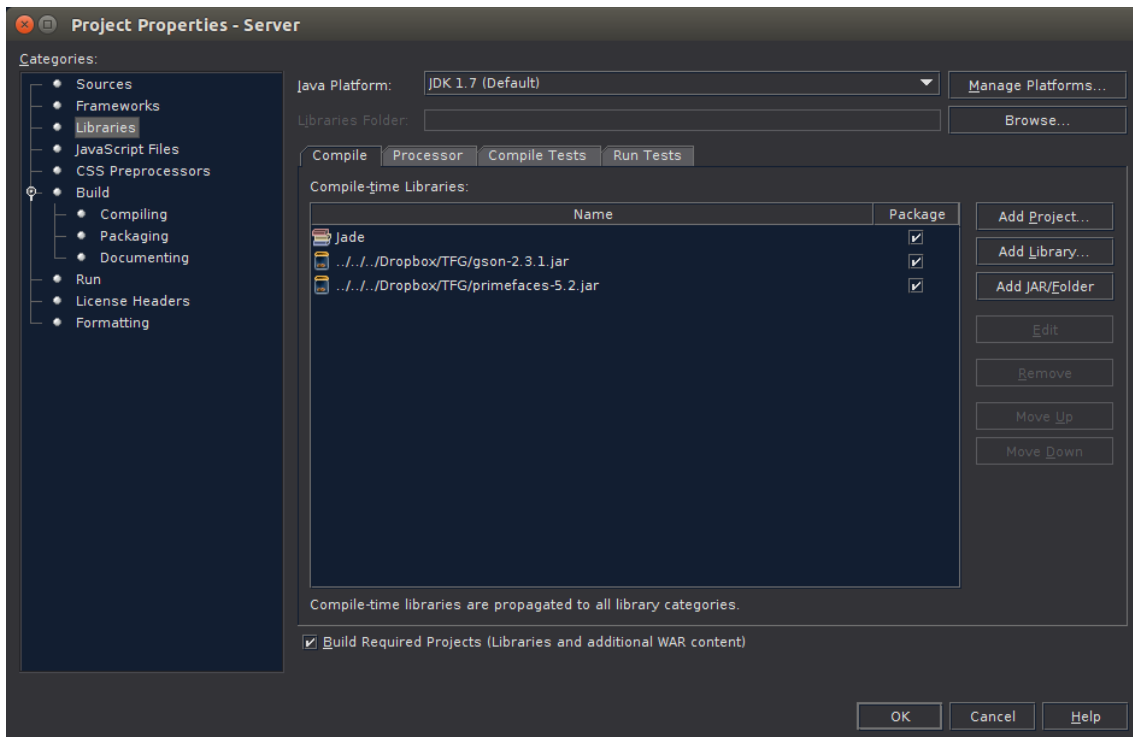 Project Properties - Server
Categories:
Sources
Frameworks
Libraries
JavaScript Files
CSS Preprocessors
Build
Compiling
Packaging
Documenting
Run
License Headers
Formatting
Java Platform:
JDK 1.7 (Default)
Manage Platforms...
Libraries Folder:
Browse...
Compile
Processor
Compile Tests
Run Tests
Compile-time Libraries:
Name
Package
Jade
../../../Dropbox/TFG/gson-2.3.1.jar
../../../Dropbox/TFG/primefaces-5.2.jar
Add Project...
Add Library...
Add JAR/Folder
Edit
Remove
Move Up
Move Down
Compile-time libraries are propagated to all library categories.
Build Required Projects (Libraries and additional WAR content)
OK
Cancel
Help